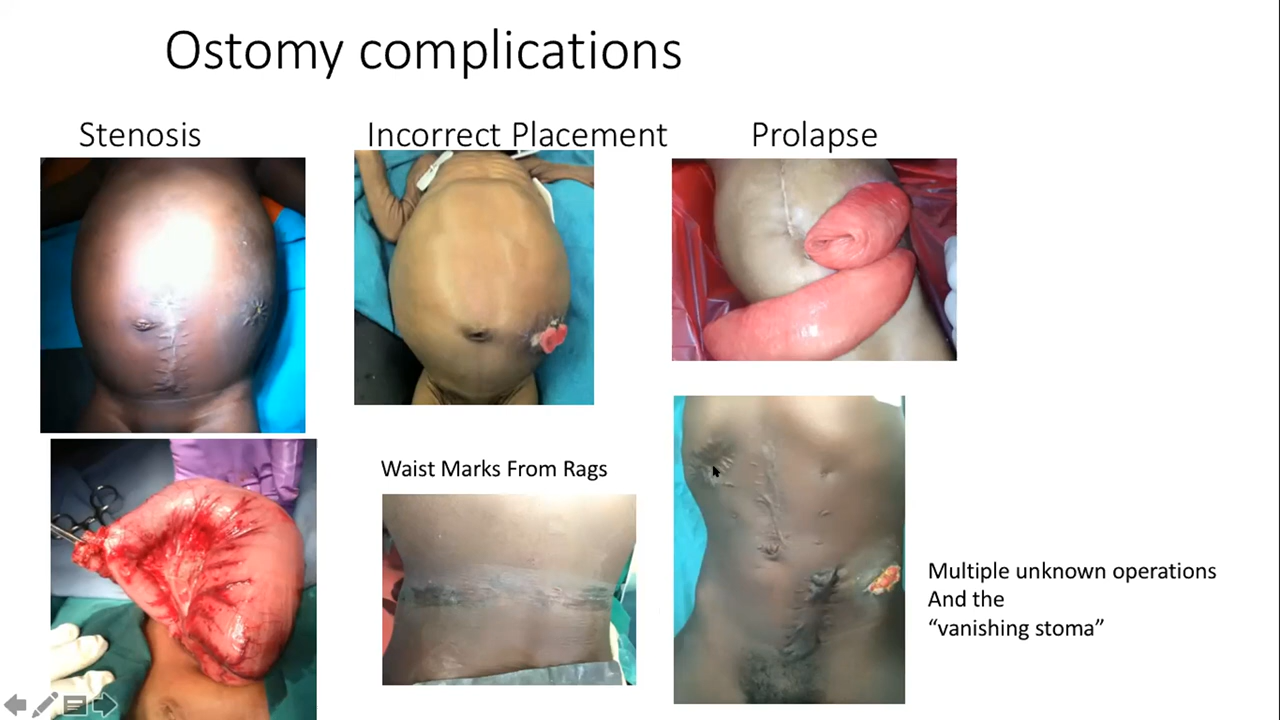 Ostomy complications
Stenosis
Incorrect Placement
Prolapse
Waist Marks From Rags
Multiple unknown operations
And the
“vanishing stoma”